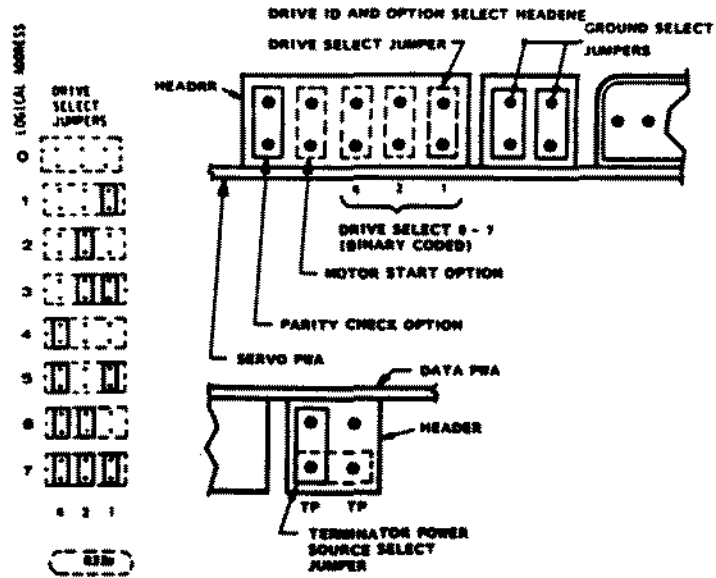 DRIVE ID AND OPTION SELECT HEADENE
GROUND SELECT
JUMPERS
DRIVE SELECT JUMPER
HEADRR
LOGICAL ADDRESS
DRIVE
SELECT
JUMPERS
0
1
2
3
4
5
6
7
4 2 1
4 2 1
DRIVE SELECT 0 - 7
(BINARY CODED)
MOTOR START OPTION
PARITY CHECK OPTION
SERVO PWA
DATA PWA
HEADER
TP TP
TERMINATOR POWER
SOURCE SELECT
JUMPER